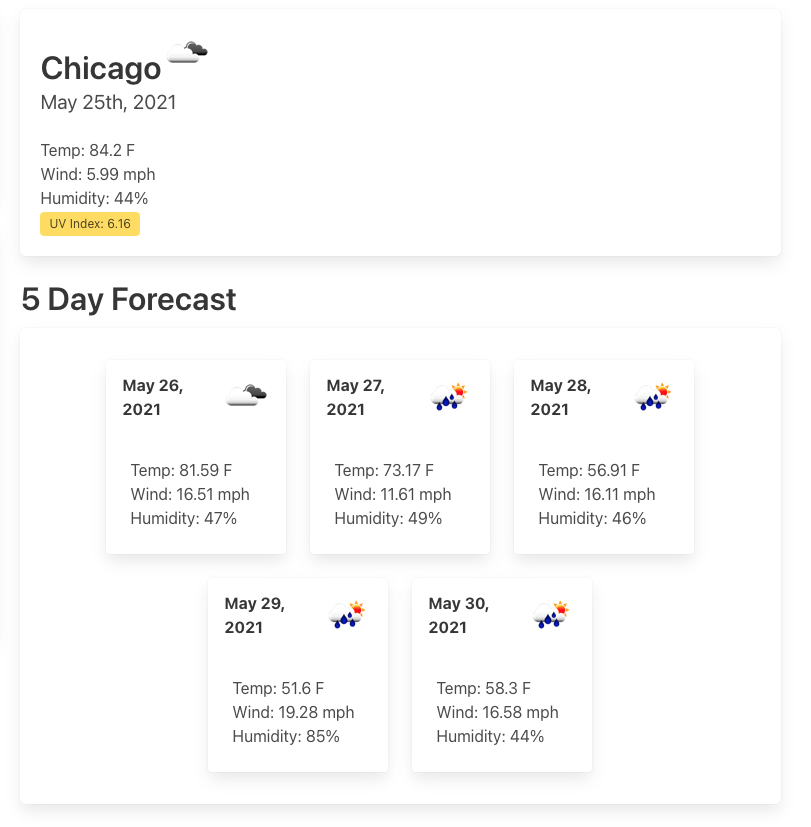 Chicago
May 25th, 2021
Temp: 84.2 F
Wind: 5.99 mph
Humidity: 44%
UV Index: 6.16
5 Day Forecast
May 26,
2021
Temp: 81.59 F
Wind: 16.51 mph
Humidity: 47%
May 27,
2021
Temp: 73.17 F
Wind: 11.61 mph
Humidity: 49%
May 28,
2021
Temp: 56.91 F
Wind: 16.11 mph
Humidity: 46%
May 29,
2021
Temp: 51.6 F
Wind: 19.28 mph
Humidity: 85%
May 30,
2021
Temp: 58.3 F
Wind: 16.58 mph
Humidity: 44%